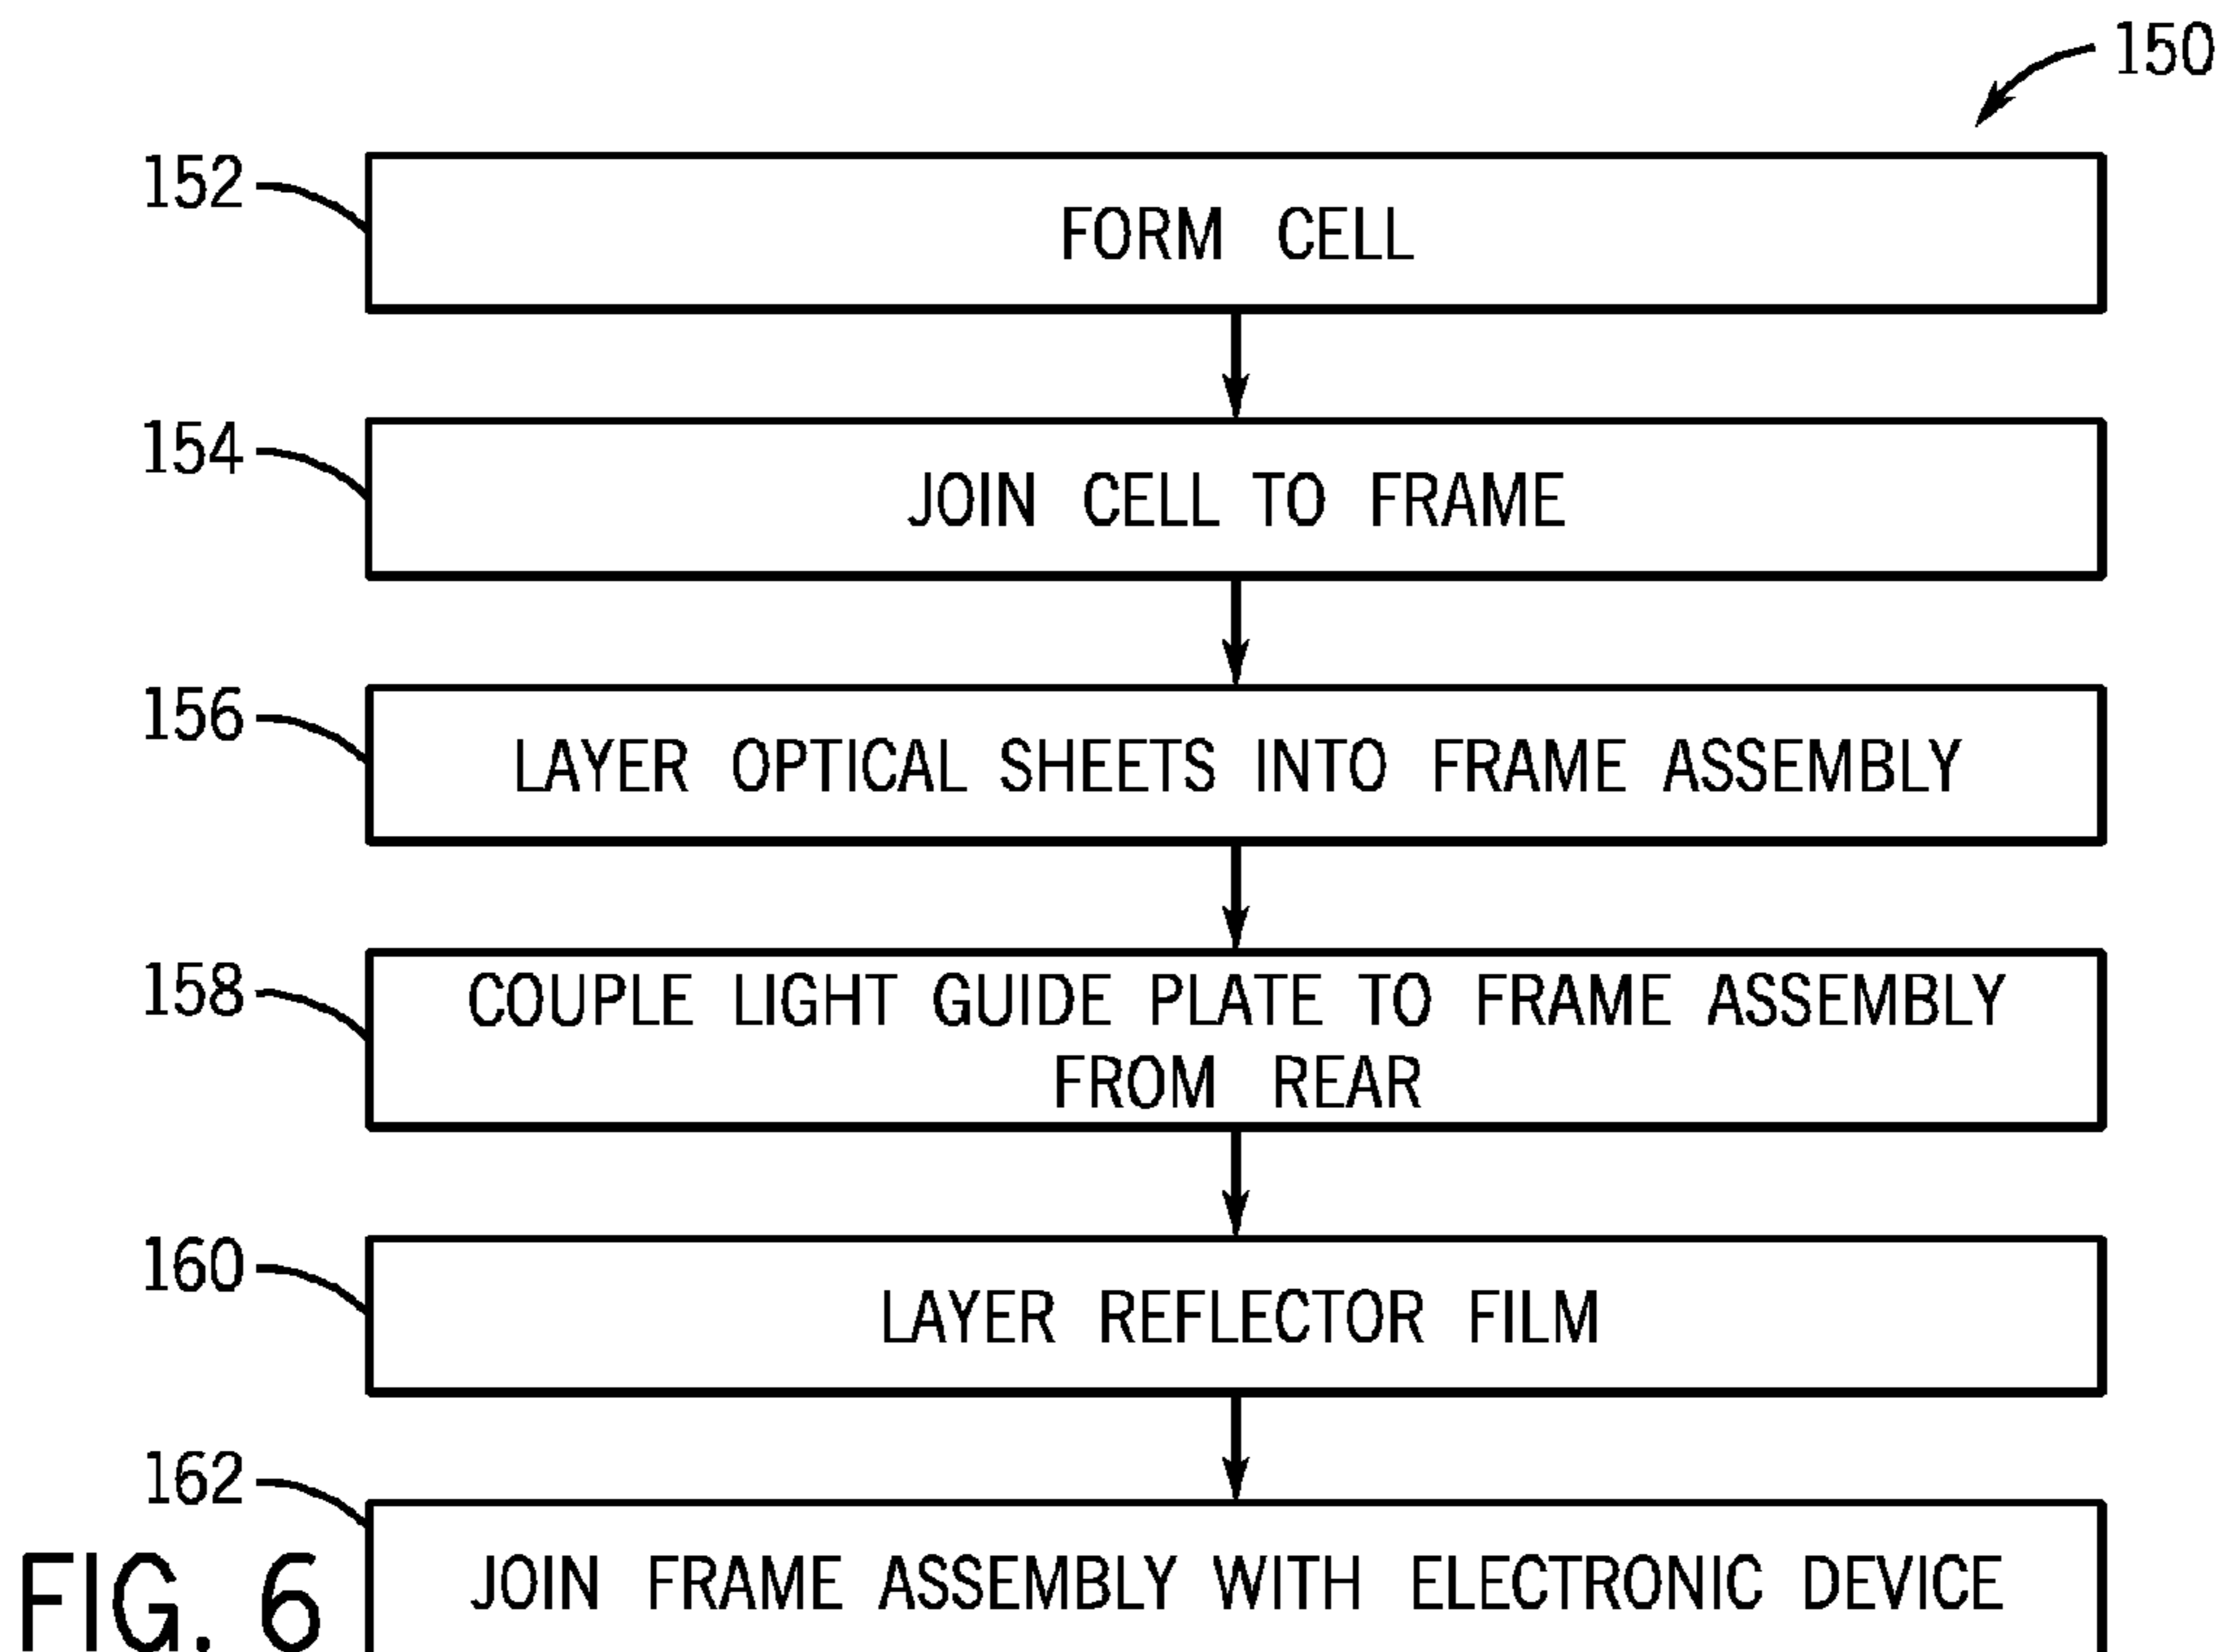 150
152
FORM CELL
154
JOIN CELL TO FRAME
156
LAYER OPTICAL SHEETS INTO FRAME ASSEMBLY
158
COUPLE LIGHT GUIDE PLATE TO FRAME ASSEMBLY
FROM REAR
160
LAYER REFLECTOR FILM
162
JOIN FRAME ASSEMBLY WITH ELECTRONIC DEVICE
FIG. 6